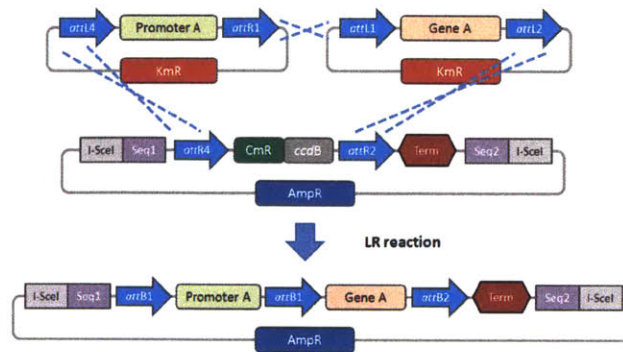 attL4 Promoter A attR1 attL1 Gene A attL2
KmR KmR
I-SceI Seq1 attR4 CmR ccdB attR2 Term Seq2 I-SceI
AmpR
LR reaction
I-SceI Seq1 attB1 Promoter A attB1 Gene A attB2 Term Seq2 I-SceI
AmpR